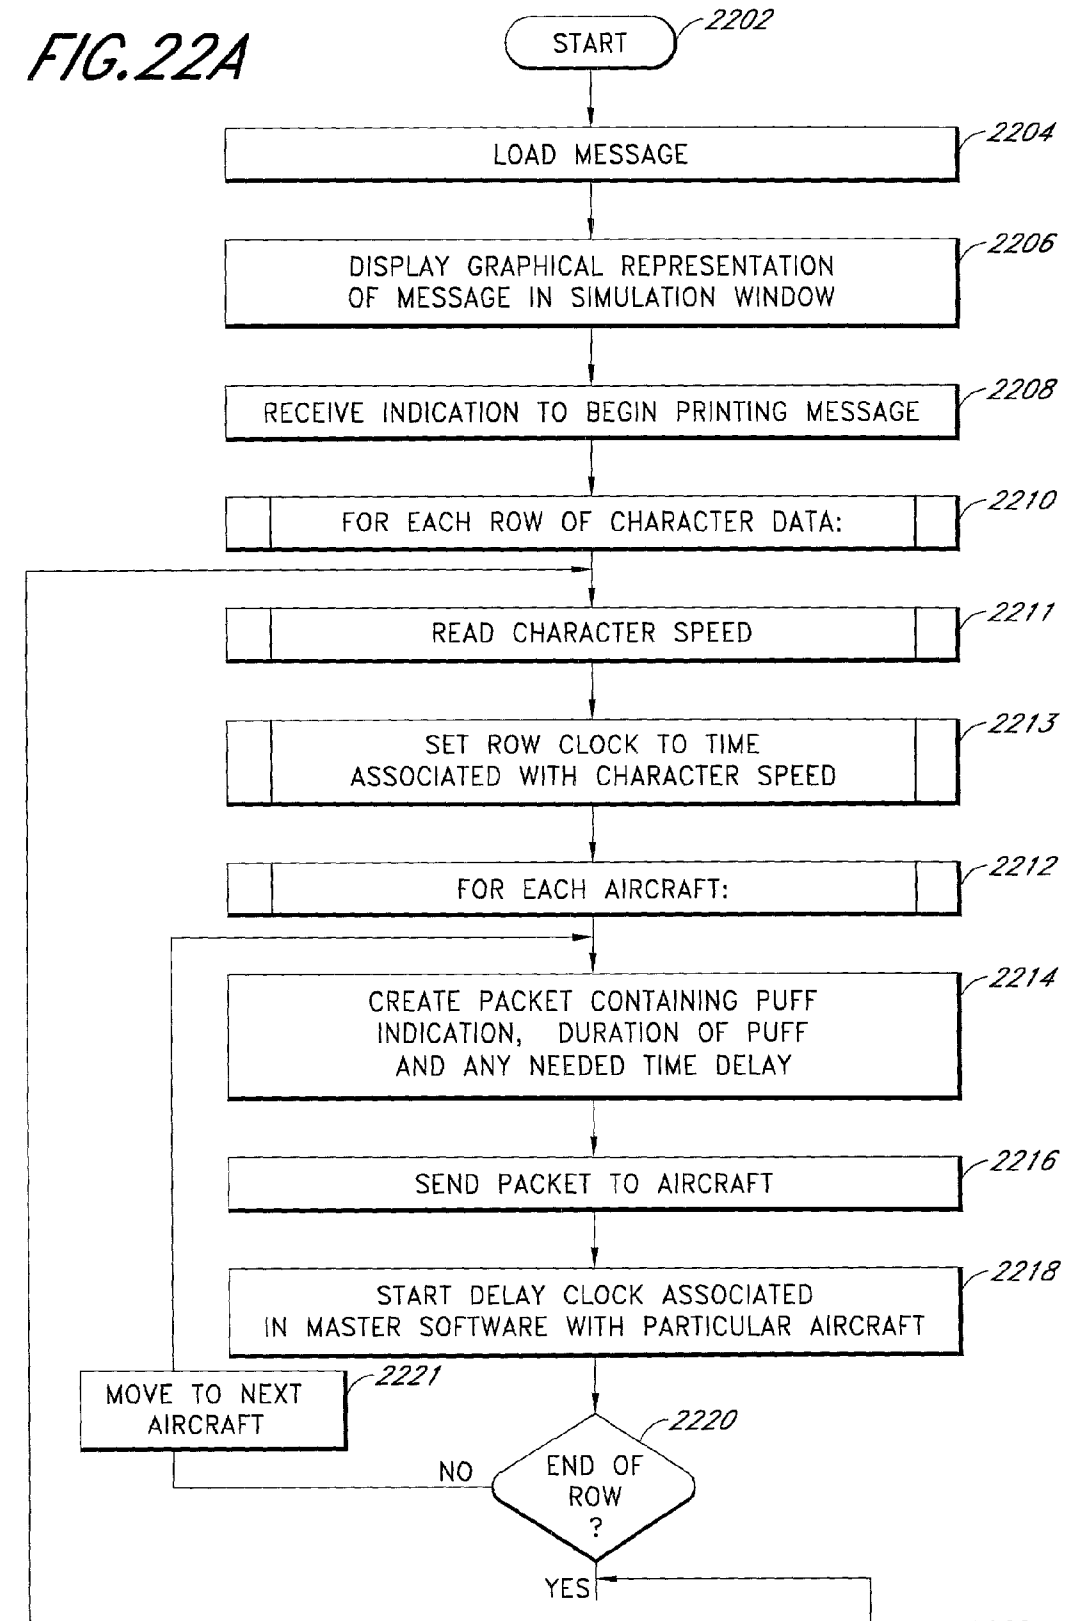 FIG.22A
START
2202
LOAD MESSAGE
2204
DISPLAY GRAPHICAL REPRESENTATION
OF MESSAGE IN SIMULATION WINDOW
2206
RECEIVE INDICATION TO BEGIN PRINTING MESSAGE
2208
FOR EACH ROW OF CHARACTER DATA:
2210
READ CHARACTER SPEED
2211
SET ROW CLOCK TO TIME
ASSOCIATED WITH CHARACTER SPEED
2213
FOR EACH AIRCRAFT:
2212
CREATE PACKET CONTAINING PUFF
INDICATION, DURATION OF PUFF
AND ANY NEEDED TIME DELAY
2214
SEND PACKET TO AIRCRAFT
2216
START DELAY CLOCK ASSOCIATED
IN MASTER SOFTWARE WITH PARTICULAR AIRCRAFT
2218
MOVE TO NEXT
AIRCRAFT
2221
END OF
ROW
?
2220
NO
YES